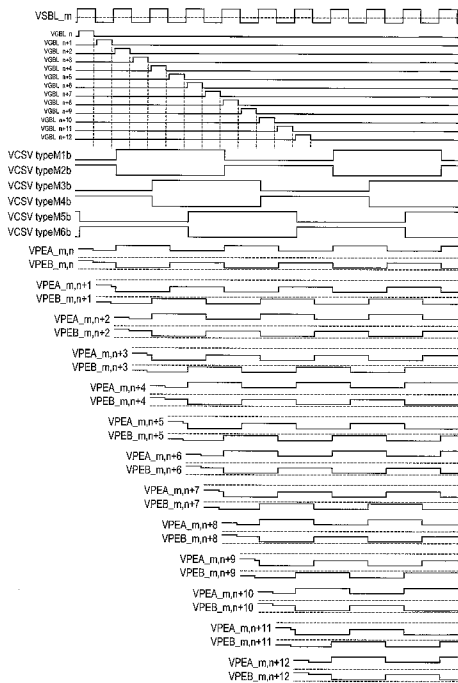 VSBL_m
VGBL n
VGBL n+1
VGBL n+2
VGBL n+3
VGBL n+4
VGBL n+5
VGBL n+6
VGBL n+7
VGBL n+8
VGBL n+9
VGBL n+10
VGBL n+11
VGBL n+12
VCSV typeM1b
VCSV typeM2b
VCSV typeM3b
VCSV typeM4b
VCSV typeM5b
VCSV typeM6b
VPEA_m,n
VPEB_m,n
VPEA_m,n+1
VPEB_m,n+1
VPEA_m,n+2
VPEB_m,n+2
VPEA_m,n+3
VPEB_m,n+3
VPEA_m,n+4
VPEB_m,n+4
VPEA_m,n+5
VPEB_m,n+5
VPEA_m,n+6
VPEB_m,n+6
VPEA_m,n+7
VPEB_m,n+7
VPEA_m,n+8
VPEB_m,n+8
VPEA_m,n+9
VPEB_m,n+9
VPEA_m,n+10
VPEB_m,n+10
VPEA_m,n+11
VPEB_m,n+11
VPEA_m,n+12
VPEB_m,n+12